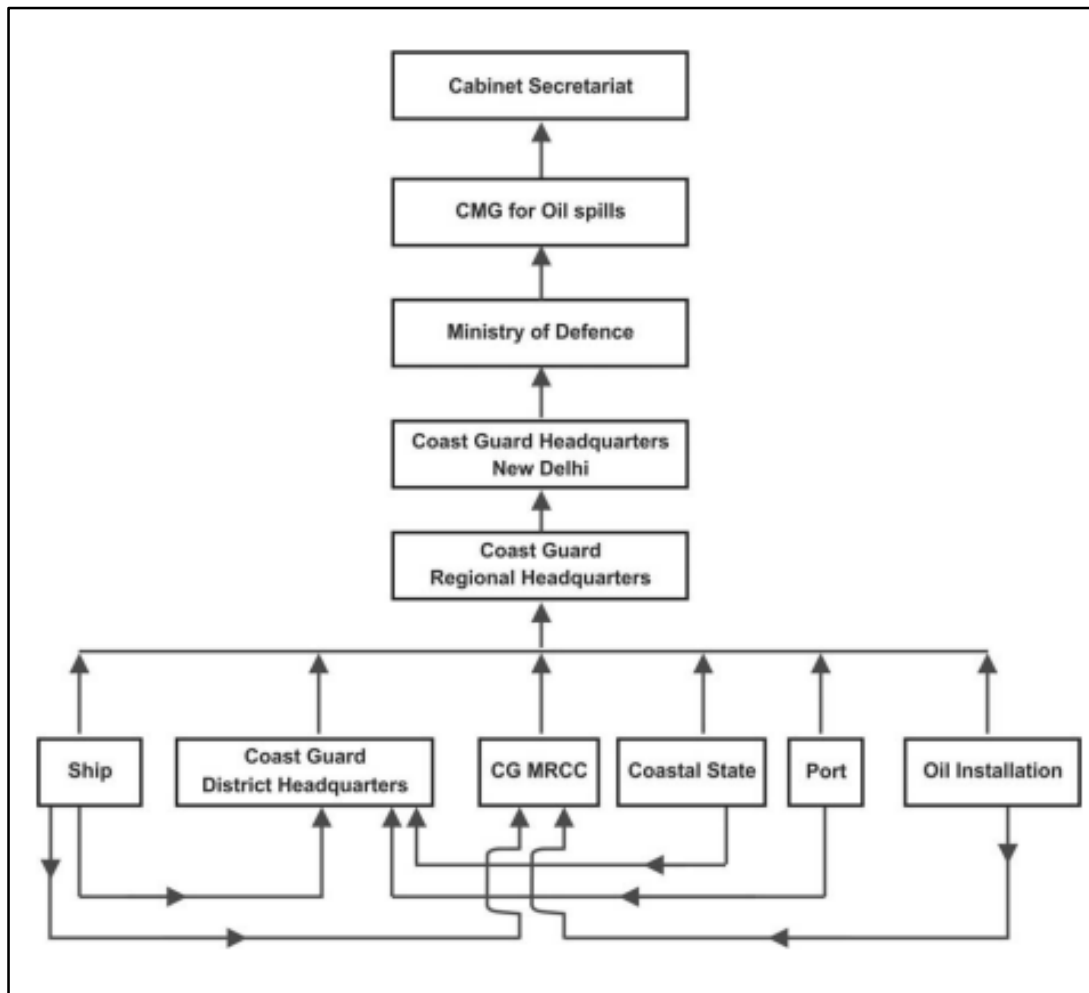 Cabinet Secretariat
CMG for Oil spills
Ministry of Defence
Coast Guard Headquarters
New Delhi
Coast Guard
Regional Headquarters
Ship
Coast Guard
District Headquarters
CG MRCC
Coastal State
Port
Oil Installation